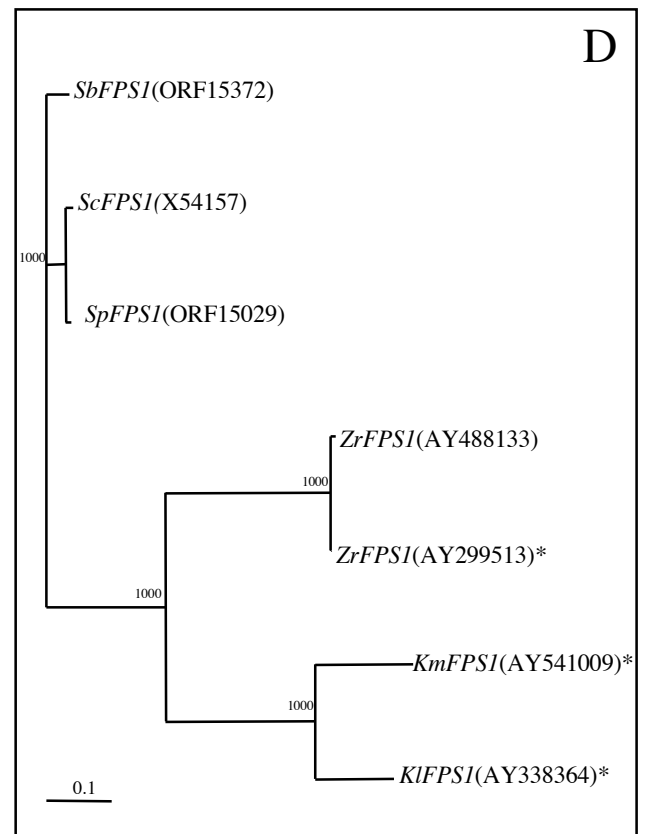 D
SbFPS1(ORF15372)
ScFPS1(X54157)
1000
SpFPS1(ORF15029)
ZrFPS1(AY488133)
1000
ZrFPS1(AY299513)*
1000
KmFPS1(AY541009)*
1000
KlFPS1(AY338364)*
0.1